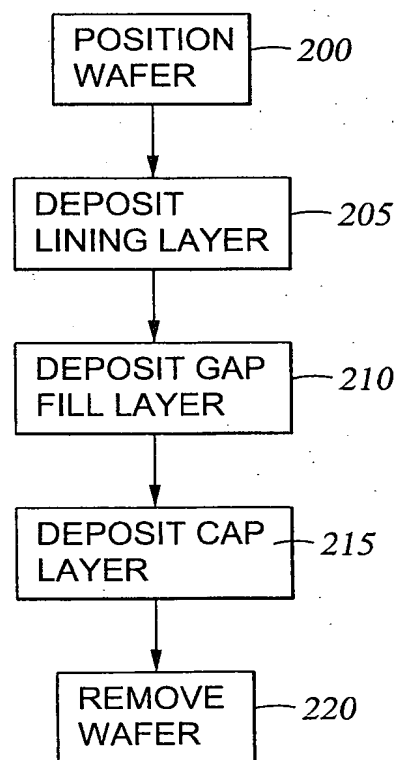 POSITION
WAFER
200
DEPOSIT
LINING LAYER
205
DEPOSIT GAP
FILL LAYER
210
DEPOSIT CAP
LAYER
215
REMOVE
WAFER
220